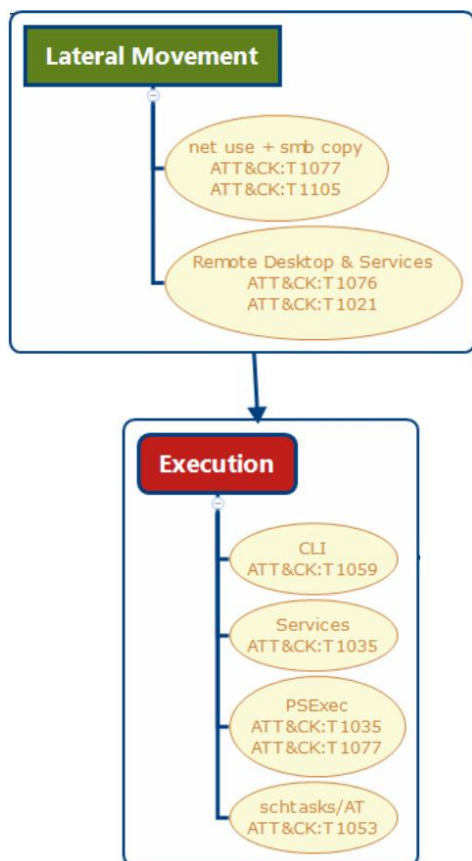 Lateral Movement
net use + smb copy
ATT&CK:T1077
ATT&CK:T1105
Remote Desktop & Services
ATT&CK:T1076
ATT&CK:T1021
Execution
CLI
ATT&CK:T1059
Services
ATT&CK:T1035
PSExec
ATT&CK:T1035
ATT&CK:T1077
schtasks/AT
ATT&CK:T1053